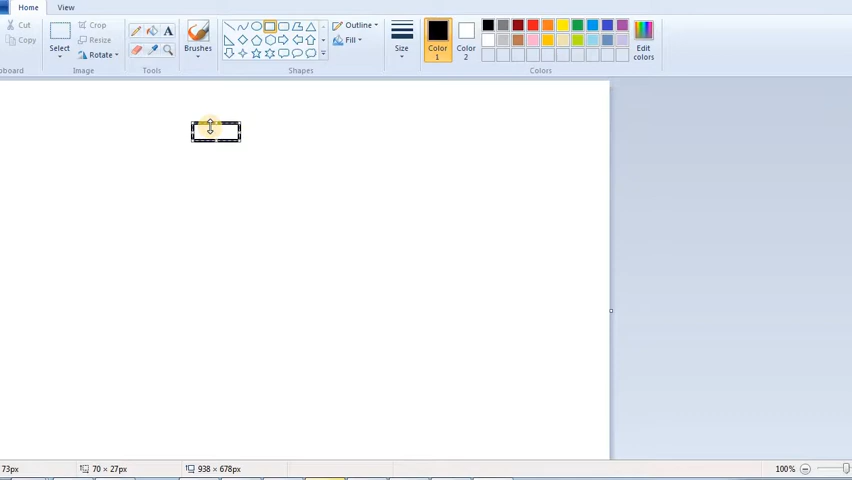 Home View
Cut
Copy
Select
Crop
Resize
Rotate
A
Brushes
Outline
Fill
Size
Color
1
Color
2
Edit
colors
Image
Tools
Shapes
Colors
73px
70 × 27px
938 × 678px
100%